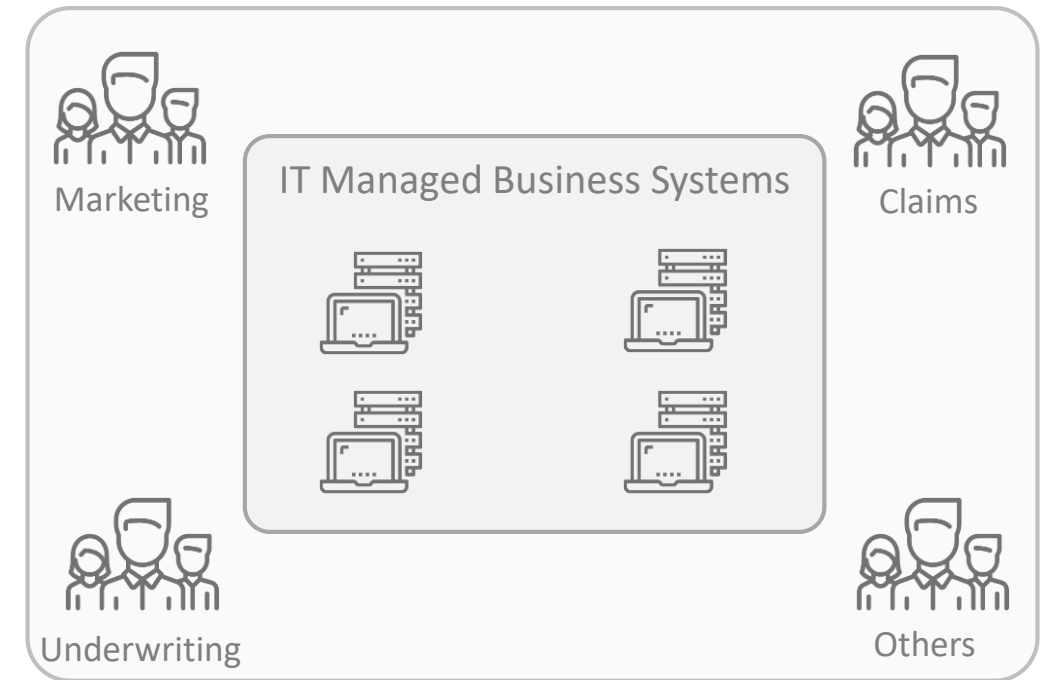 Marketing
IT Managed Business Systems
Claims
Underwriting
Others